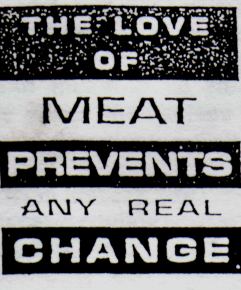 THE LOVE
OF
MEAT
PREVENTS
ANY REAL
CHANGE